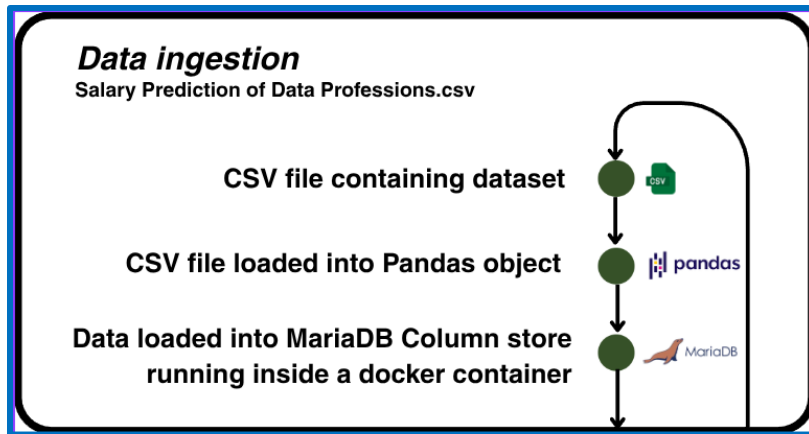 Data ingestion
Salary Prediction of Data Professions.csv
CSV file containing dataset
CSV
CSV file loaded into Pandas object
pandas
Data loaded into MariaDB Column store
running inside a docker container
MariaDB